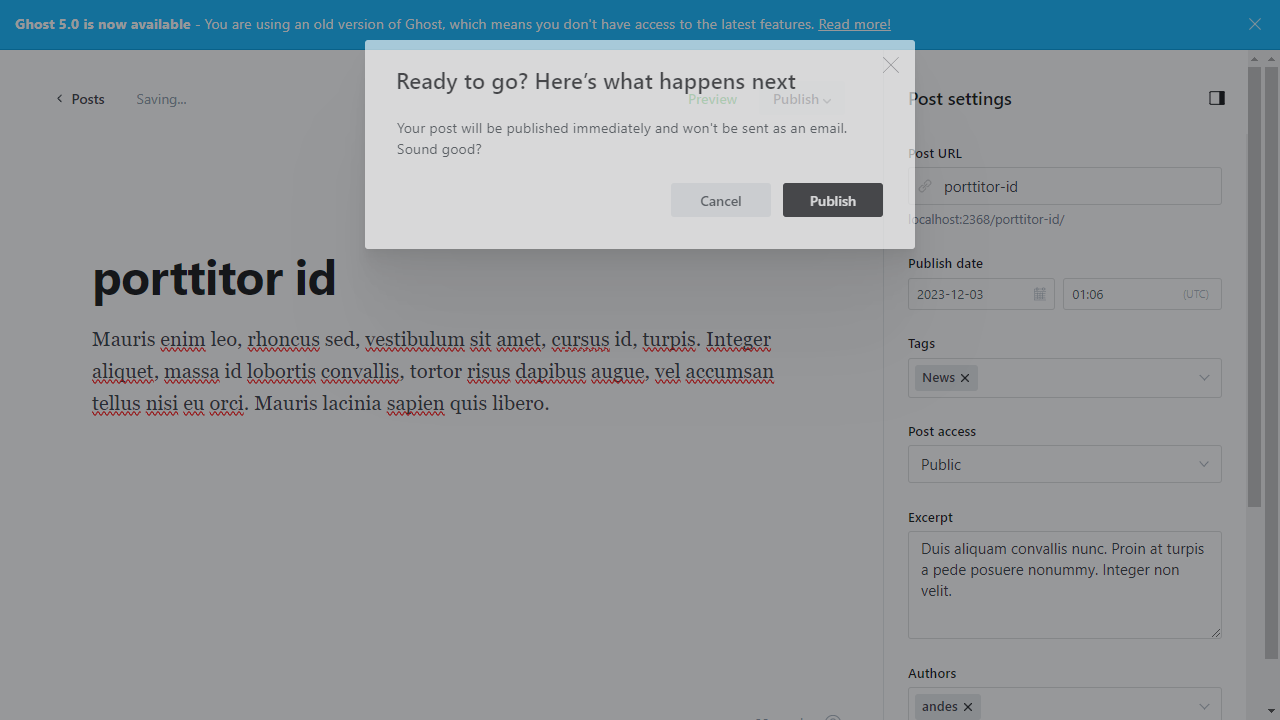 Ghost 5.0 is now available - You are using an old version of Ghost, which means you don't have access to the latest features. Read more!
Ready to go? Here's what happens next
Your post will be published immediately and won't be sent as an email.
Sound good?
Cancel
Publish
Posts
Saving...
Preview
Publish
porttitor id
Mauris enim leo, rhoncus sed, vestibulum sit amet, cursus id, turpis. Integer
aliquet, massa id lobortis convallis, tortor risus dapibus augue, vel accumsan
tellus nisi eu orci. Mauris lacinia sapien quis libero.
Post settings
Post URL
porttitor-id
localhost:2368/porttitor-id/
Publish date
2023-12-03
01:06
(UTC)
Tags
News
Post access
Public
Excerpt
Duis aliquam convallis nunc. Proin at turpis
a pede posuere nonummy. Integer non
velit.
Authors
andes